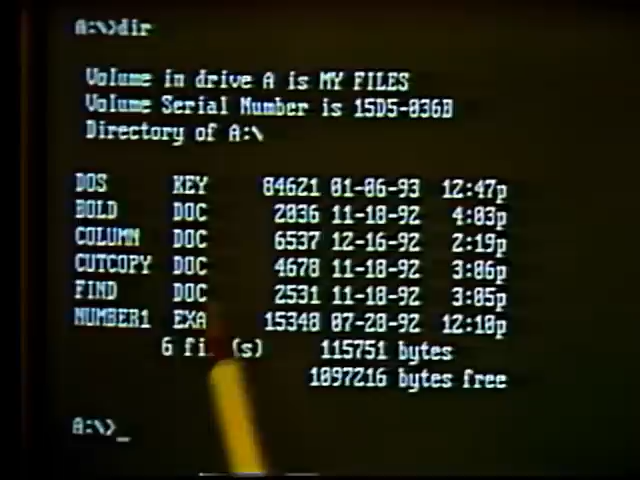 A:\>dir
Volume in drive A is MY FILES
Volume Serial Number is 15D5-036B
Directory of A:\
DOS KEY 84621 01-06-93 12:47p
BOLD DOC 2036 11-18-92 4:03p
COLUMN DOC 6537 12-16-92 2:19p
CUTCOPY DOC 4678 11-18-92 3:06p
FIND DOC 2531 11-18-92 3:05p
NUMBER1 EXA 15348 07-28-92 12:10p
6 fi (s) 115751 bytes
1097216 bytes free
A:\>_